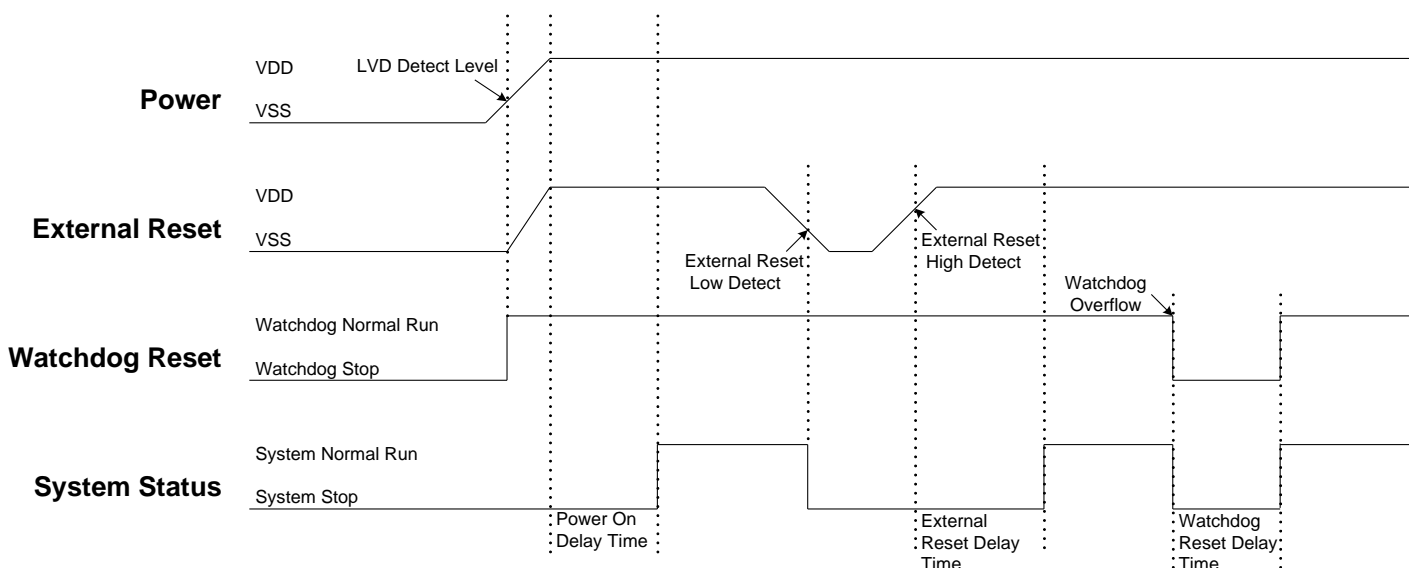 VDD
LVD Detect Level
Power
VSS
VDD
External Reset
VSS
External Reset
Low Detect
External Reset
High Detect
Watchdog
Overflow
Watchdog Normal Run
Watchdog Reset
Watchdog Stop
System Normal Run
System Status
System Stop
Power On
Delay Time
External
Reset Delay
Time
Watchdog
Reset Delay
Time